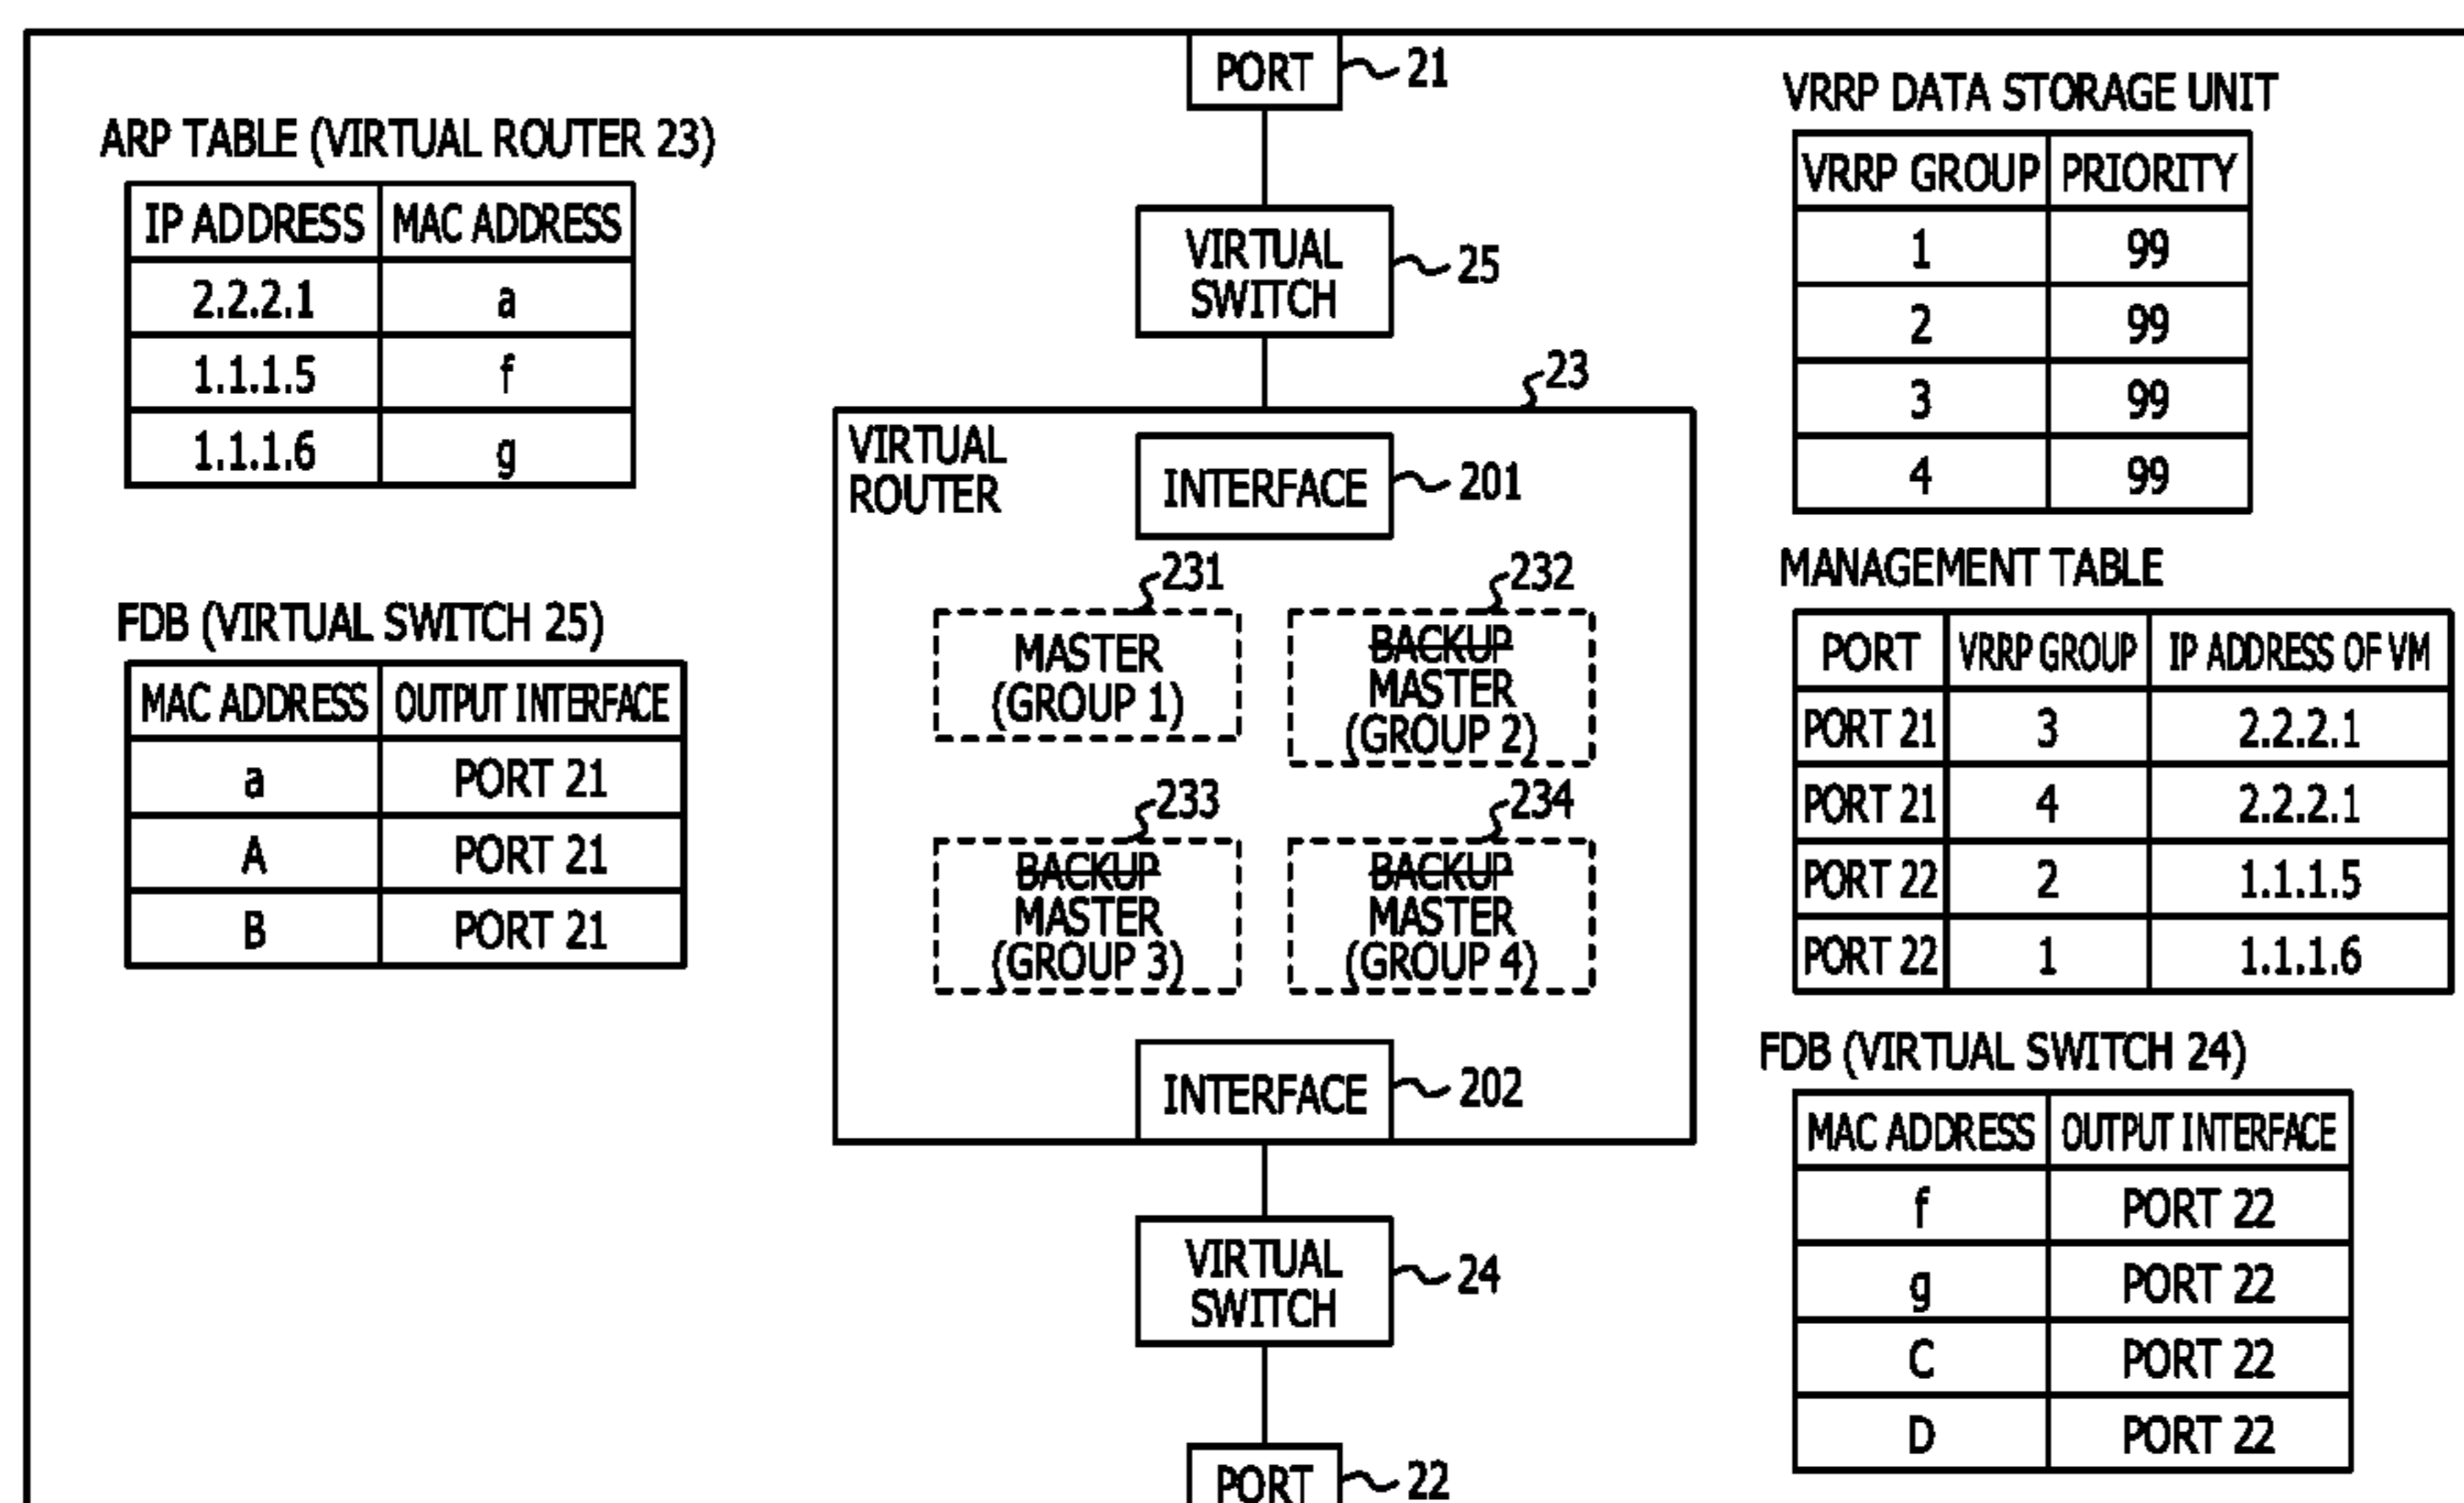 PORT 21
ARP TABLE (VIRTUAL ROUTER 23)
IP ADDRESS MAC ADDRESS
2.2.2.1 a
1.1.1.5 f
1.1.1.6 g
FDB (VIRTUAL SWITCH 25)
MAC ADDRESS OUTPUT INTERFACE
a PORT 21
A PORT 21
B PORT 21
VIRTUAL
SWITCH
25
23
VIRTUAL
ROUTER
INTERFACE 201
231
MASTER
(GROUP 1)
232
BACKUP
MASTER
(GROUP 2)
233
BACKUP
MASTER
(GROUP 3)
234
BACKUP
MASTER
(GROUP 4)
INTERFACE 202
VIRTUAL
SWITCH
24
PORT 22
VRRP DATA STORAGE UNIT
VRRP GROUP PRIORITY
1 99
2 99
3 99
4 99
MANAGEMENT TABLE
PORT VRRP GROUP IP ADDRESS OF VM
PORT 21 3 2.2.2.1
PORT 21 4 2.2.2.1
PORT 22 2 1.1.1.5
PORT 22 1 1.1.1.6
FDB (VIRTUAL SWITCH 24)
MAC ADDRESS OUTPUT INTERFACE
f PORT 22
g PORT 22
C PORT 22
D PORT 22